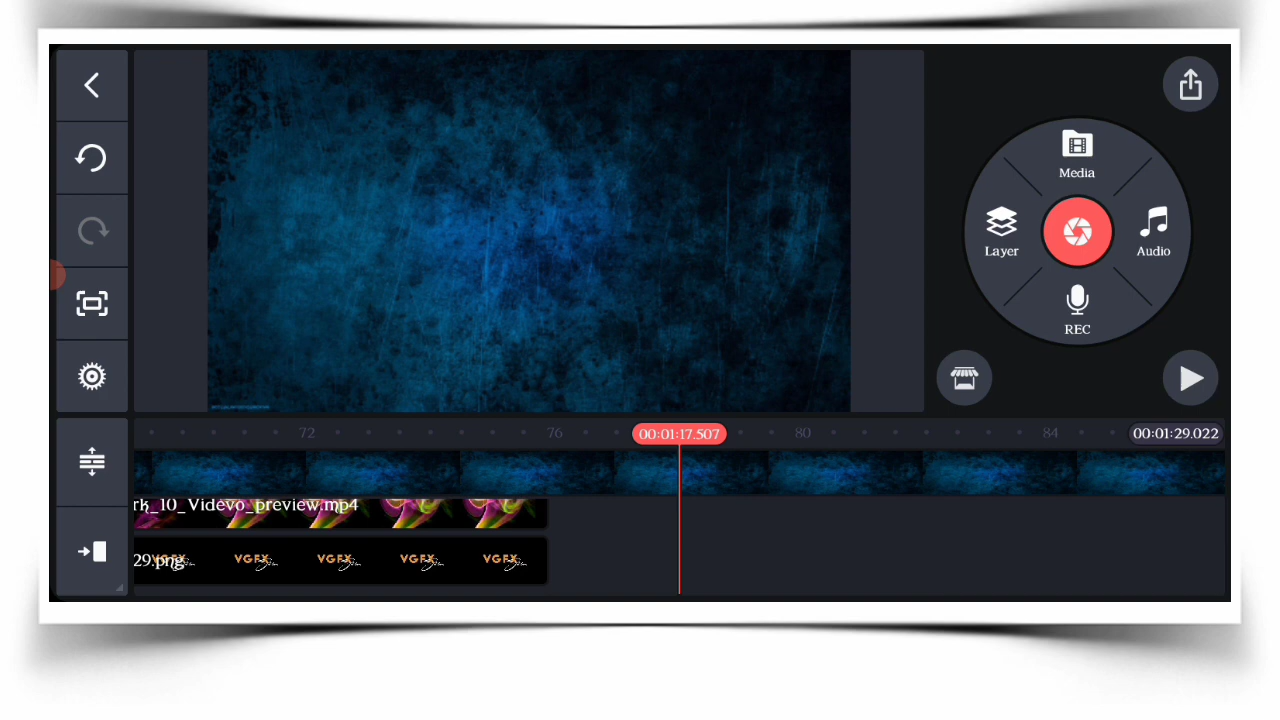 Media
Layer
Audio
REC
72
76
00:01:17.507
80
84
00:01:29.022
rk_10_Videvo_preview.mp4
29.png
VGFX
VGFX
VGFX
VGFX
VGFX